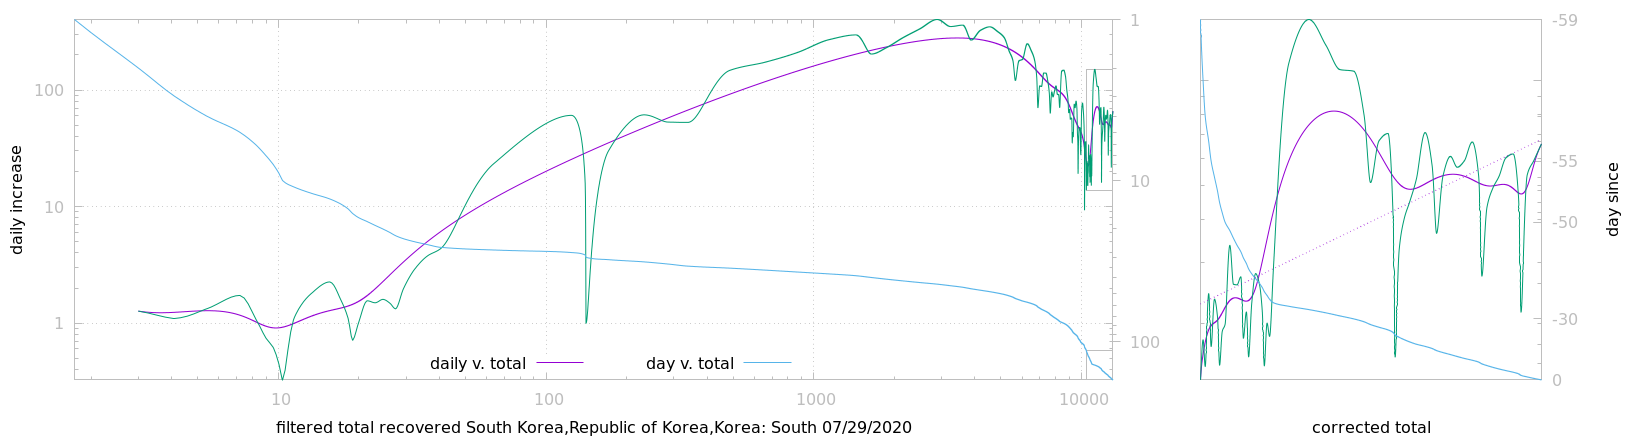 daily increase
100
10
1
10
100
1000
10000
1
10
100
daily v. total
day v. total
filtered total recovered South Korea,Republic of Korea,Korea: South 07/29/2020
-59
-55
-50
-30
0
day since
corrected total